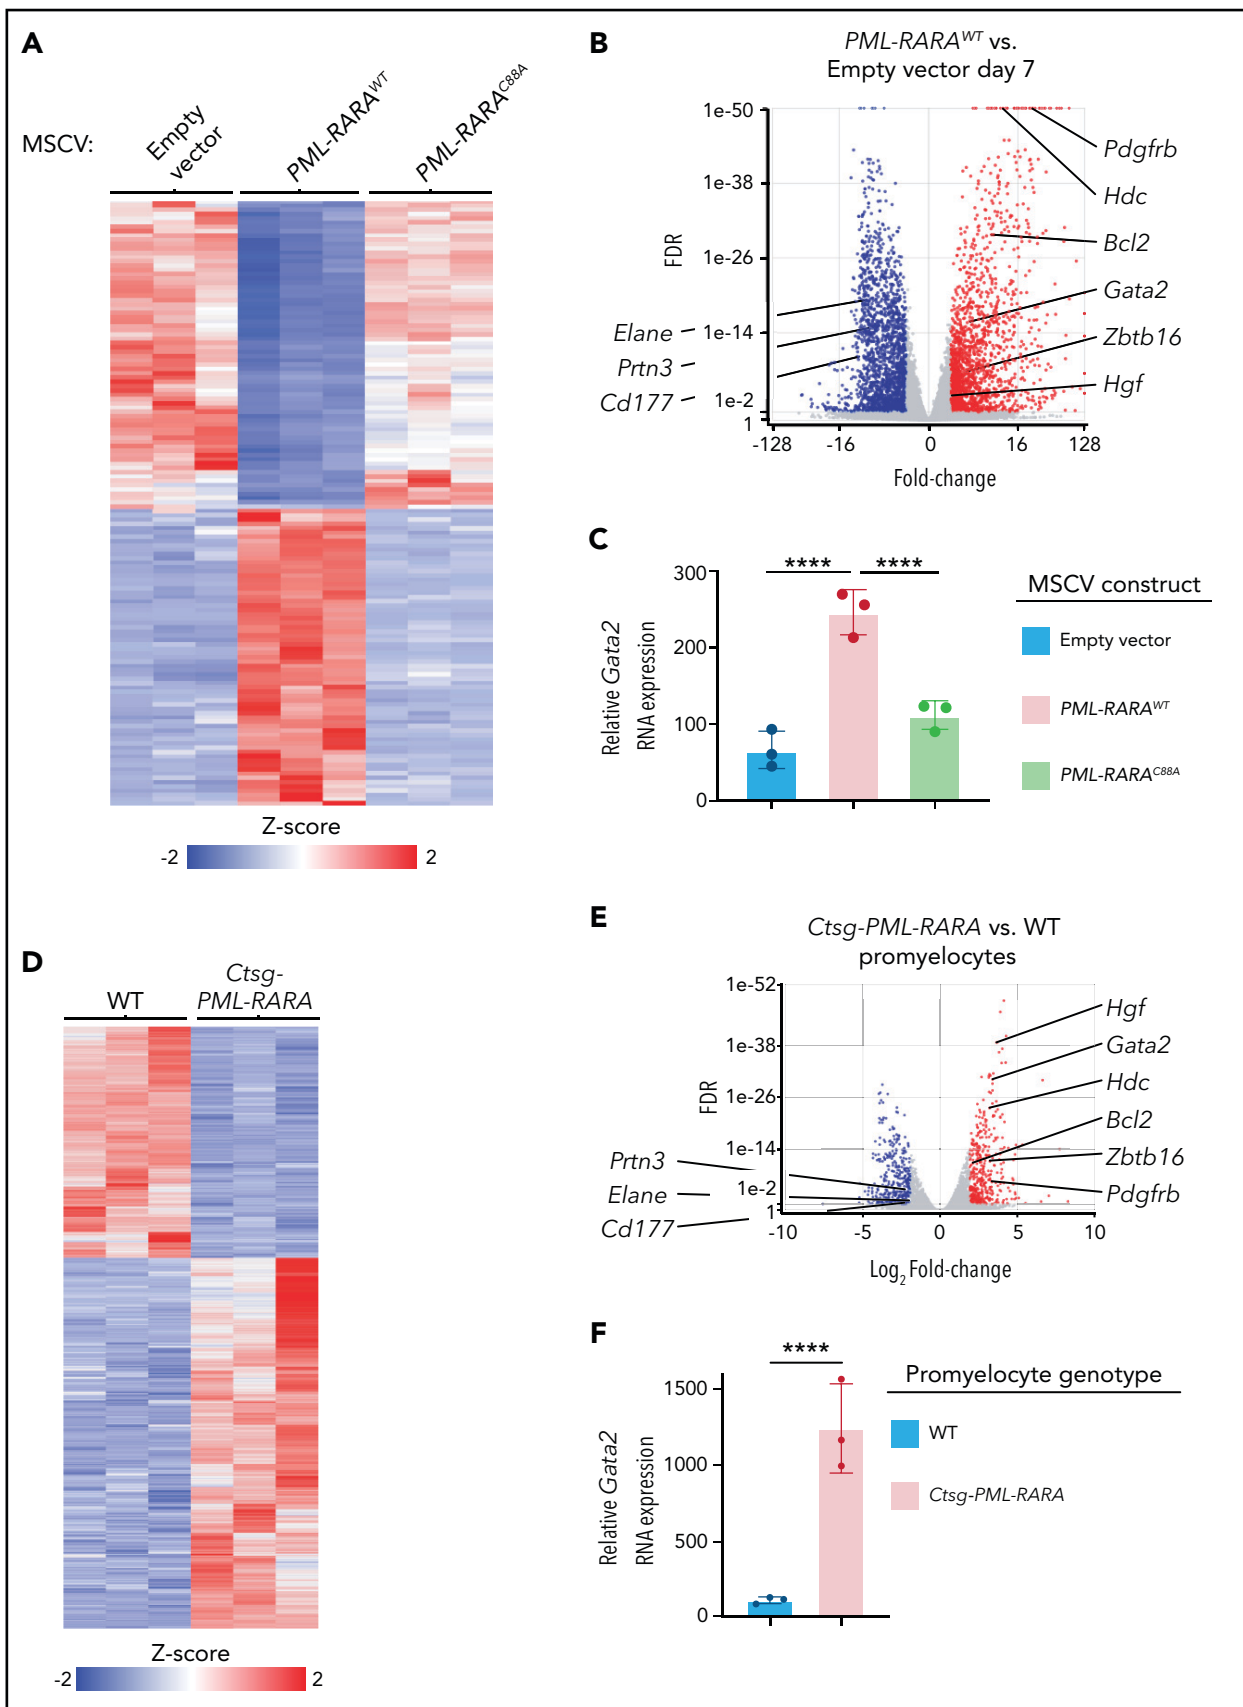 A
MSCV:
Empty
vector
PML-RARA^WT
PML-RARA^C88A
Z-score
-2
2
B
PML-RARA^WT vs.
Empty vector day 7
FDR
1e-50
1e-38
1e-26
1e-14
1e-2
1
-128
-16
0
16
128
Fold-change
Elane
Prtn3
Cd177
Pdgfrb
Hdc
Bcl2
Gata2
Zbtb16
Hgf
C
Relative Gata2
RNA expression
300
200
100
0
****
****
MSCV construct
Empty vector
PML-RARA^WT
PML-RARA^C88A
D
WT
Ctsg-
PML-RARA
Z-score
-2
2
E
Ctsg-PML-RARA vs. WT
promyelocytes
FDR
1e-52
1e-38
1e-26
1e-14
1e-2
1
-10
-5
0
5
10
Log₂ Fold-change
Prtn3
Elane
Cd177
Hgf
Gata2
Hdc
Bcl2
Zbtb16
Pdgfrb
F
Relative Gata2
RNA expression
1500
1000
500
0
****
Promyelocyte genotype
WT
Ctsg-PML-RARA